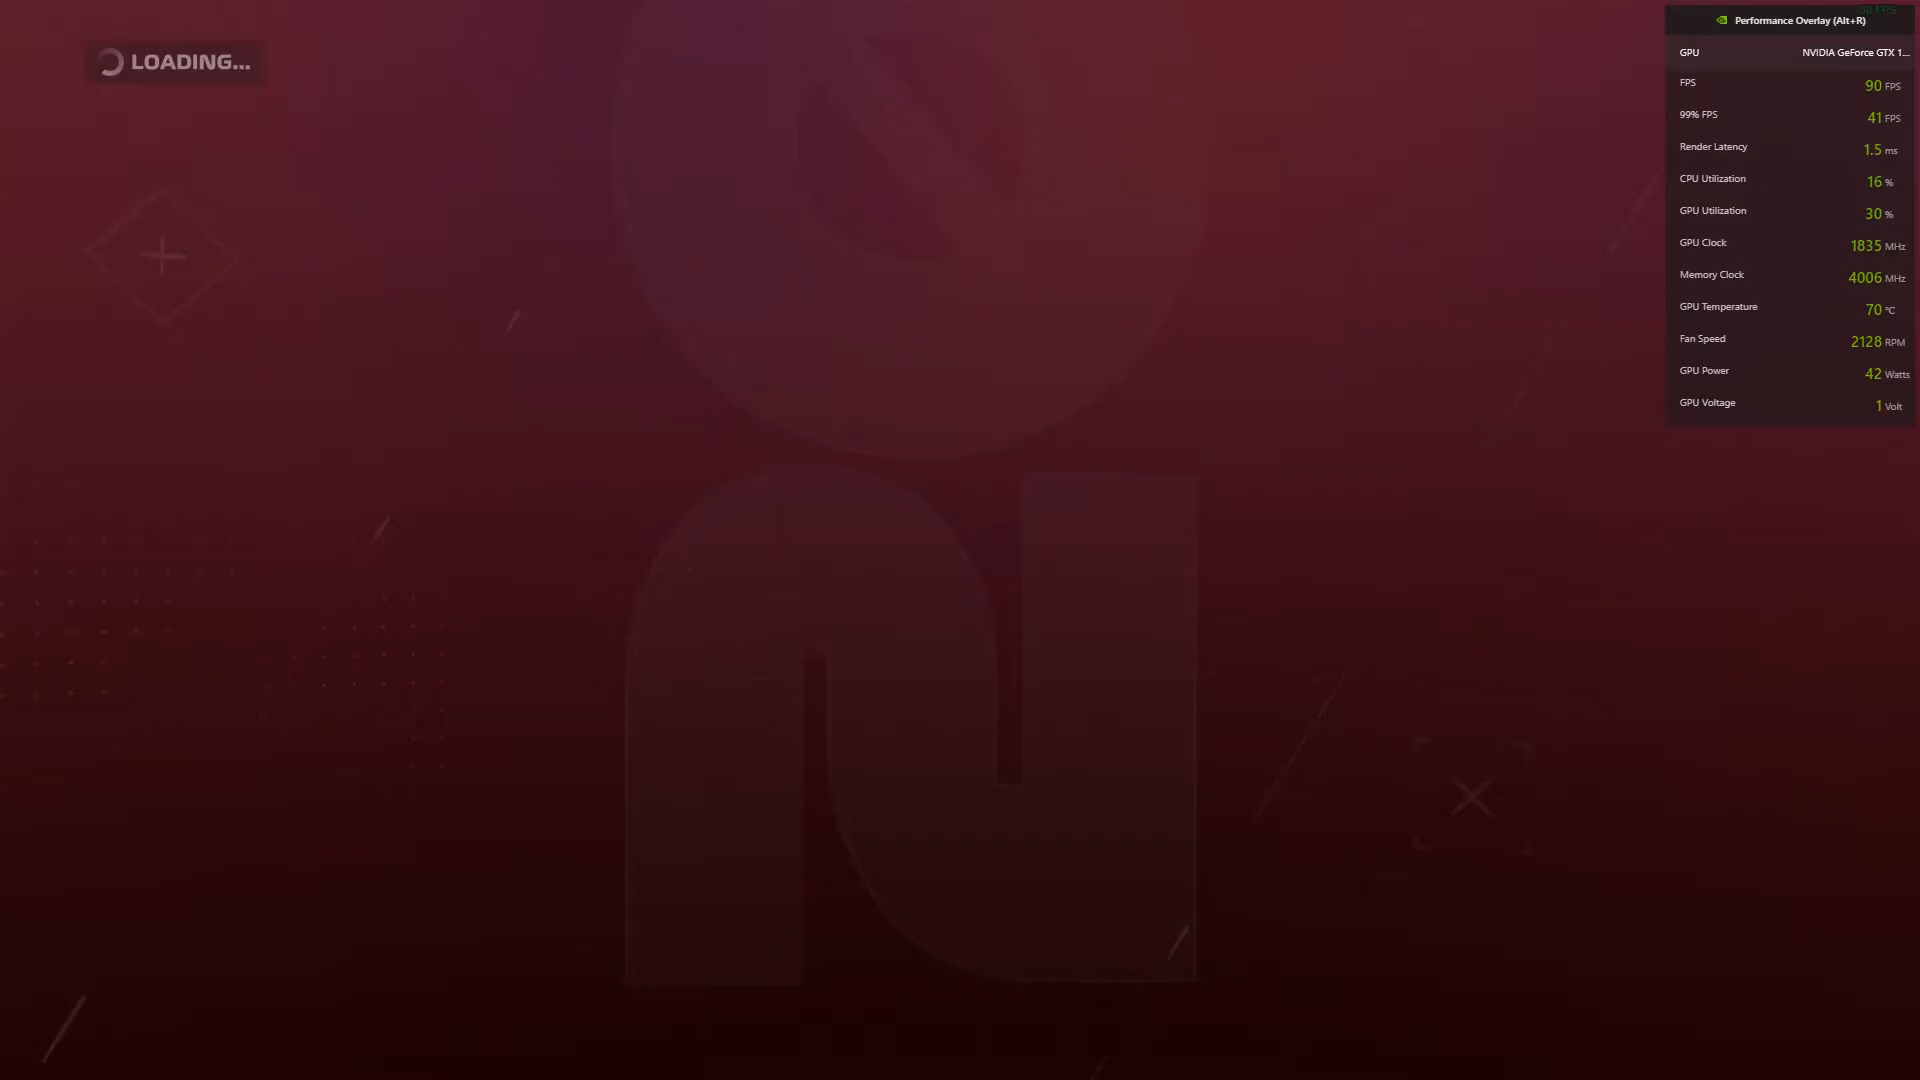 LOADING...
30 FPS
Performance Overlay (Alt+R)
GPU NVIDIA GeForce GTX 1...
FPS 90 FPS
99% FPS 41 FPS
Render Latency 1.5 ms
CPU Utilization 16 %
GPU Utilization 30 %
GPU Clock 1835 MHz
Memory Clock 4006 MHz
GPU Temperature 70 °C
Fan Speed 2128 RPM
GPU Power 42 Watts
GPU Voltage 1 Volt